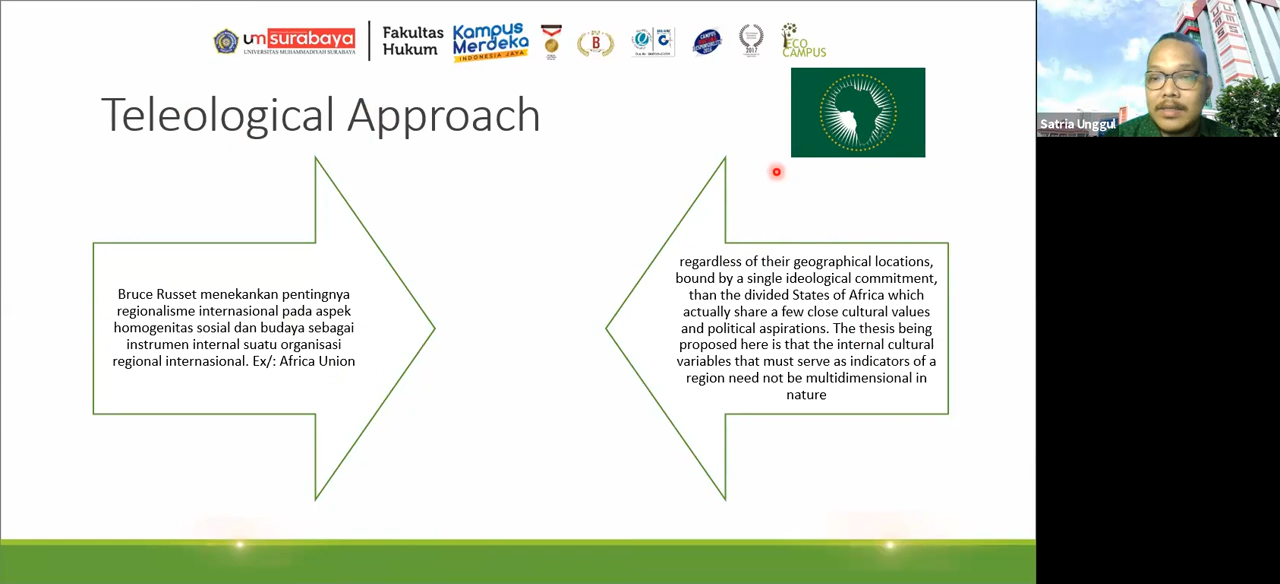 umsurabaya
UNIVERSITAS MUHAMMADIYAH SURABAYA
Fakultas
Hukum
Kampus
Merdeka
INDONESIA JAYA
B
2017
ECO
CAMPUS
Satria Unggul
Teleological Approach
Bruce Russet menekankan pentingnya
regionalisme internasional pada aspek
homogenitas sosial dan budaya sebagai
instrumen internal suatu organisasi
regional internasional. Ex/: Africa Union
regardless of their geographical locations,
bound by a single ideological commitment,
than the divided States of Africa which
actually share a few close cultural values
and political aspirations. The thesis being
proposed here is that the internal cultural
variables that must serve as indicators of a
region need not be multidimensional in
nature